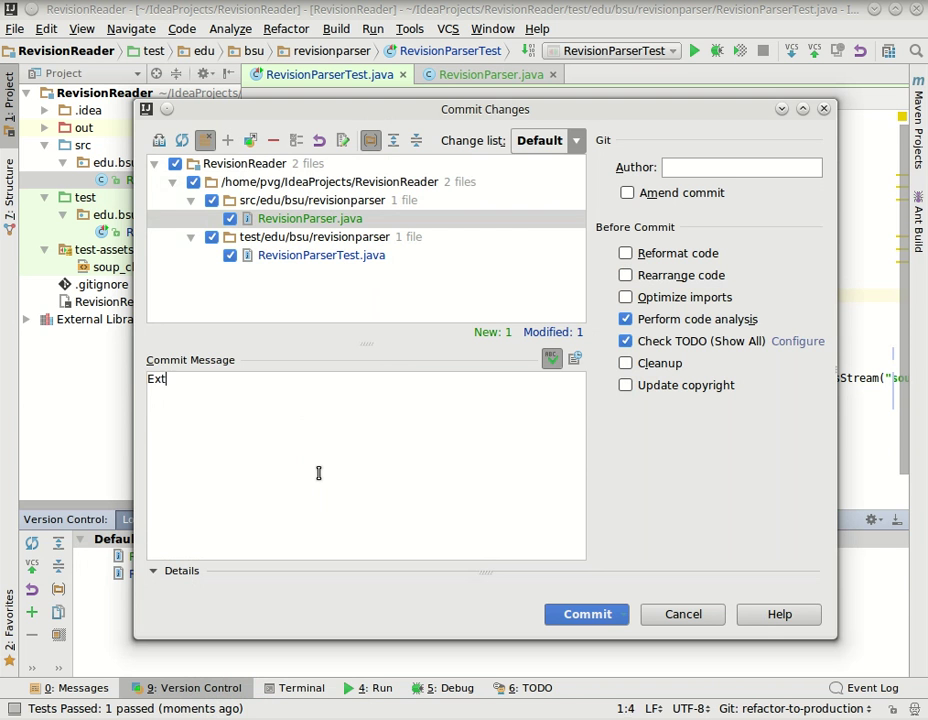 RevisionReader - [~/IdeaProjects/RevisionReader] - [RevisionReader] - ~/IdeaProjects/RevisionReader/test/edu/bsu/revisionparser/RevisionParserTest.java - I...
File Edit View Navigate Code Analyze Refactor Build Run Tools VCS Window Help
RevisionReader test edu bsu revisionparser RevisionParserTest RevisionParserTest
1: Project
Project RevisionParserTest.java RevisionParser.java
RevisionReader ~/IdeaProjects/
.idea
out
src
edu.bs
test
edu.bsu
test-assets
soup_cl
.gitignore
RevisionRe
External Libra
7: Structure
2: Favorites
Maven Projects
Ant Build
Commit Changes
Change list: Default
RevisionReader 2 files
/home/pvg/IdeaProjects/RevisionReader 2 files
src/edu/bsu/revisionparser 1 file
RevisionParser.java
test/edu/bsu/revisionparser 1 file
RevisionParserTest.java
New: 1 Modified: 1
Commit Message
Ext
Details
Git
Author:
Amend commit
Before Commit
Reformat code
Rearrange code
Optimize imports
Perform code analysis
Check TODO (Show All) Configure
Cleanup
Update copyright
Commit Cancel Help
sStream("sou
Version Control:
Defaul
0: Messages 9: Version Control Terminal 4: Run 5: Debug 6: TODO Event Log
Tests Passed: 1 passed (moments ago) 1:4 LF÷ UTF-8÷ Git: refactor-to-production÷